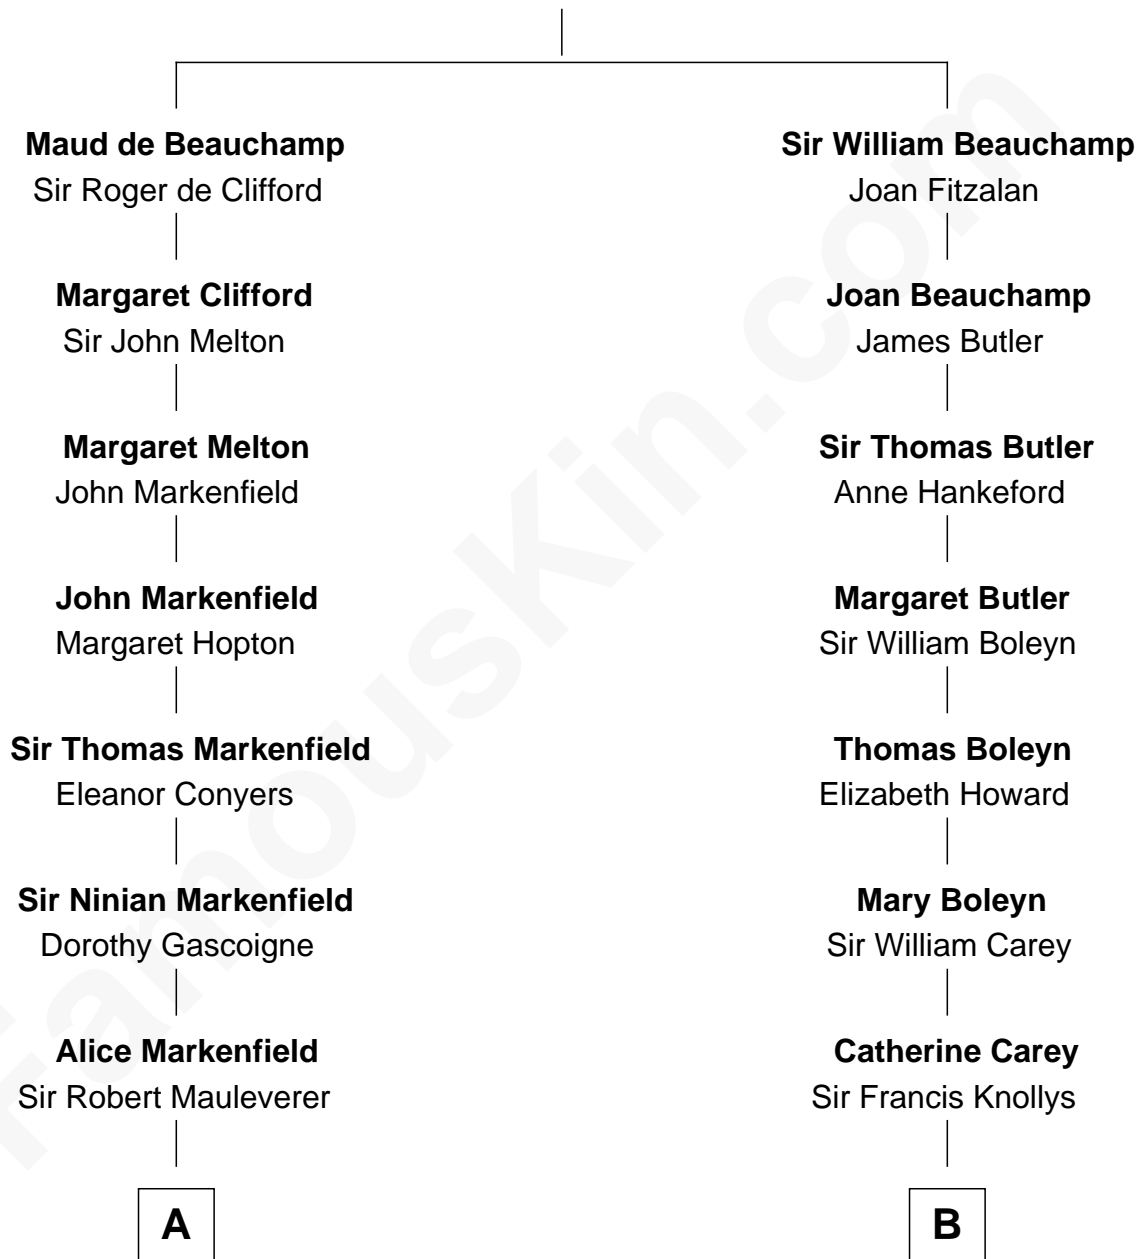 Maud de Beauchamp
Sir Roger de Clifford
Margaret Clifford
Sir John Melton
Margaret Melton
John Markenfield
John Markenfield
Margaret Hopton
Sir Thomas Markenfield
Eleanor Conyers
Sir Ninian Markenfield
Dorothy Gascoigne
Alice Markenfield
Sir Robert Mauleverer
A
Sir William Beauchamp
Joan Fitzalan
Joan Beauchamp
James Butler
Sir Thomas Butler
Anne Hankeford
Margaret Butler
Sir William Boleyn
Thomas Boleyn
Elizabeth Howard
Mary Boleyn
Sir William Carey
Catherine Carey
Sir Francis Knollys
B
FamousKin.com